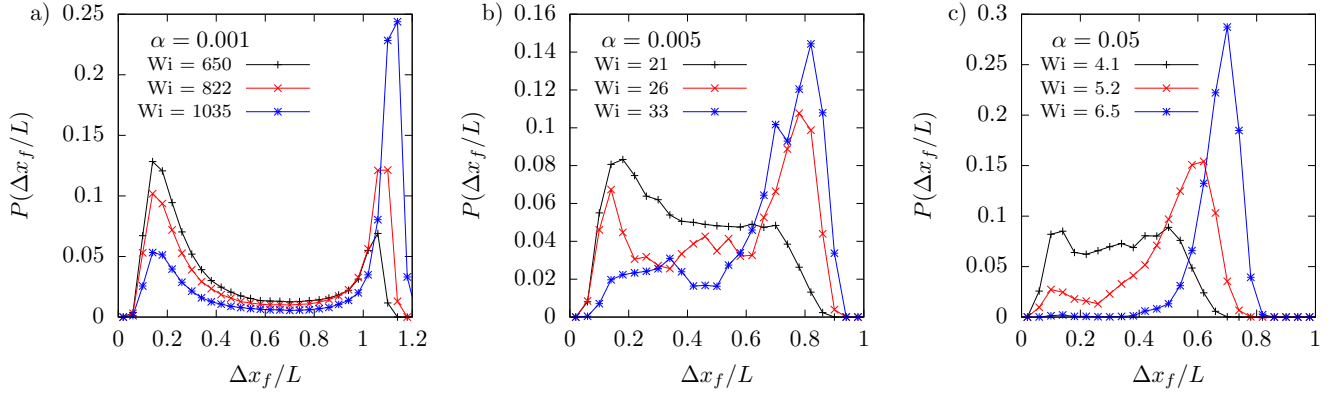 a)
α = 0.001
Wi = 650
Wi = 822
Wi = 1035
P(Δx_f/L)
0.25
0.2
0.15
0.1
0.05
0
0 0.2 0.4 0.6 0.8 1 1.2
Δx_f/L
b)
α = 0.005
Wi = 21
Wi = 26
Wi = 33
P(Δx_f/L)
0.16
0.14
0.12
0.1
0.08
0.06
0.04
0.02
0
0 0.2 0.4 0.6 0.8 1
Δx_f/L
c)
α = 0.05
Wi = 4.1
Wi = 5.2
Wi = 6.5
P(Δx_f/L)
0.3
0.25
0.2
0.15
0.1
0.05
0
0 0.2 0.4 0.6 0.8 1
Δx_f/L